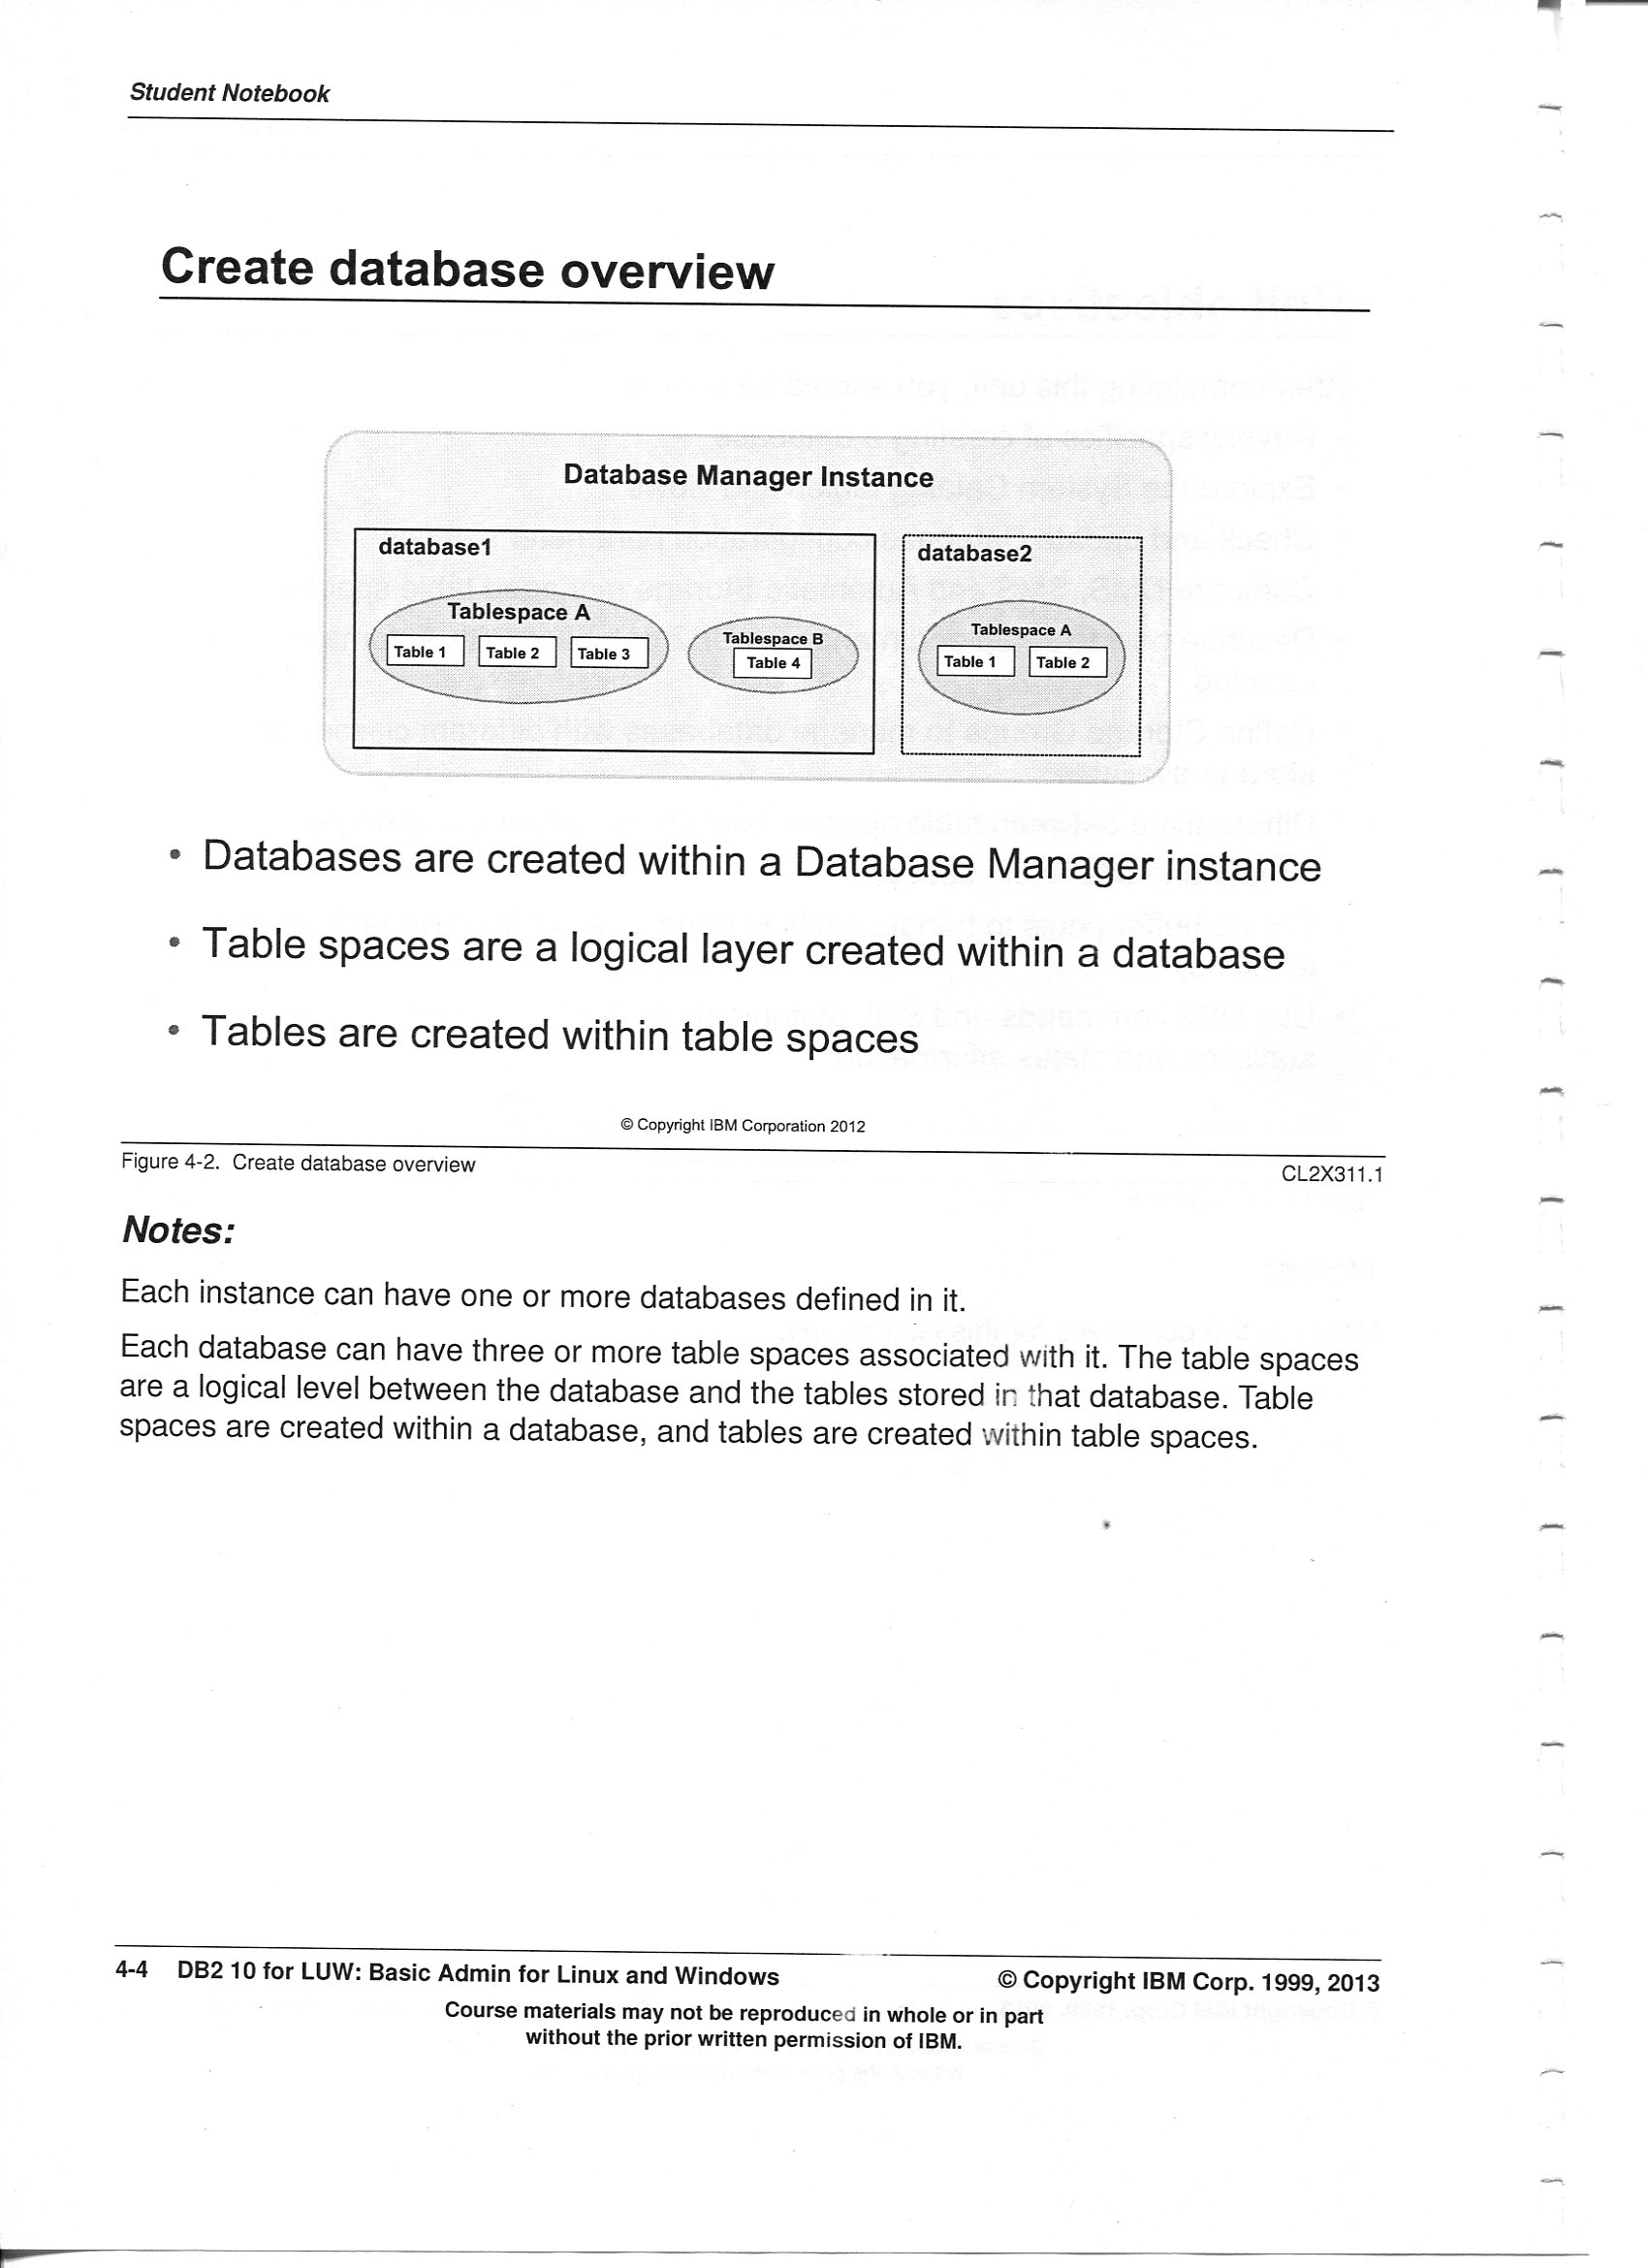 Student Notebook
Create database overview
Database Manager Instance
database1
Tablespace A
Table 1 Table 2 Table 3
Tablespace B
Table 4
database2
Tablespace A
Table 1 Table 2
• Databases are created within a Database Manager instance
• Table spaces are a logical layer created within a database
• Tables are created within table spaces
© Copyright IBM Corporation 2012
Figure 4-2. Create database overview CL2X311.1
Notes:
Each instance can have one or more databases defined in it.
Each database can have three or more table spaces associated with it. The table spaces
are a logical level between the database and the tables stored in that database. Table
spaces are created within a database, and tables are created within table spaces.
4-4 DB2 10 for LUW: Basic Admin for Linux and Windows © Copyright IBM Corp. 1999, 2013
Course materials may not be reproduced in whole or in part
without the prior written permission of IBM.